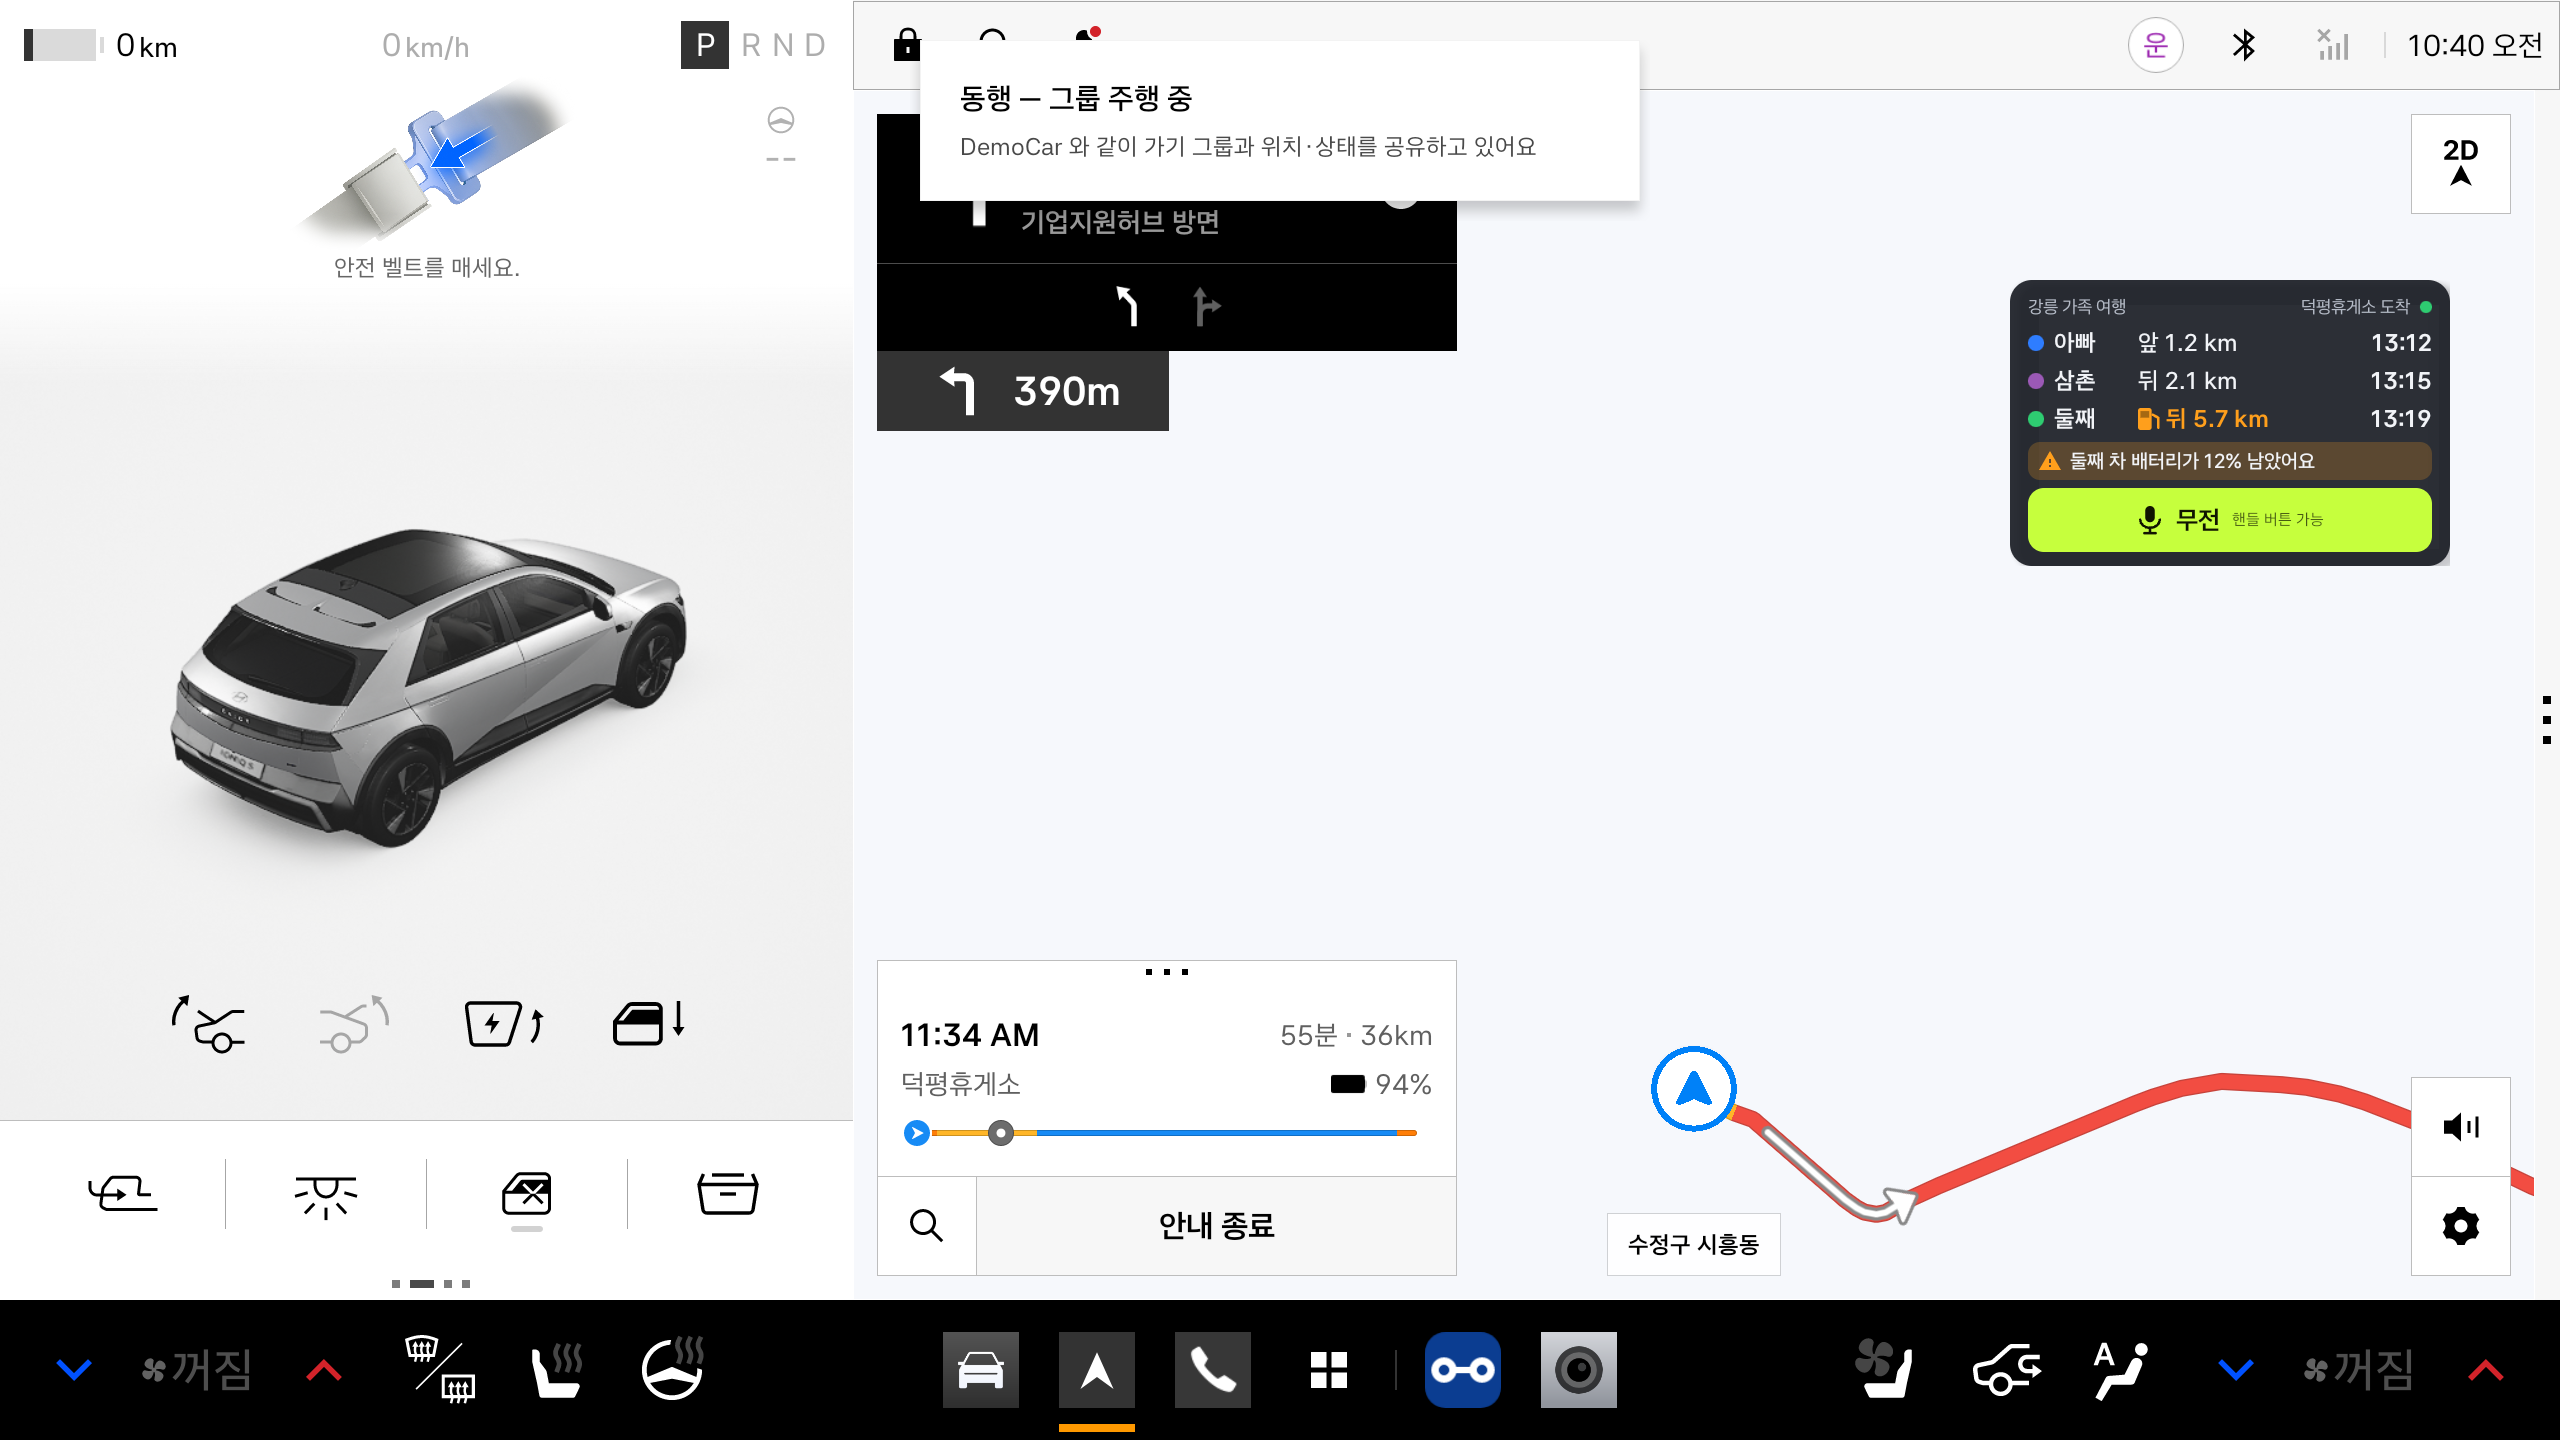 0 km
0 km/h
P R N D
10:40 오전
운
동행 — 그룹 주행 중
DemoCar 와 같이 가기 그룹과 위치·상태를 공유하고 있어요
안전 벨트를 매세요.
기업지원허브 방면
390m
2D
강릉 가족 여행 덕평휴게소 도착
아빠 앞 1.2 km 13:12
삼촌 뒤 2.1 km 13:15
둘째 뒤 5.7 km 13:19
둘째 차 배터리가 12% 남았어요
무전 핸들 버튼 가능
11:34 AM 55분 · 36km
덕평휴게소 94%
안내 종료
수정구 시흥동
꺼짐
A
꺼짐